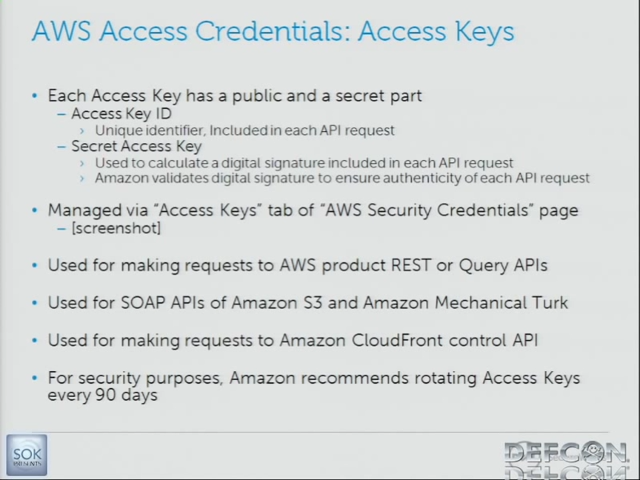 AWS Access Credentials: Access Keys
• Each Access Key has a public and a secret part
– Access Key ID
› Unique identifier, Included in each API request
– Secret Access Key
› Used to calculate a digital signature included in each API request
› Amazon validates digital signature to ensure authenticity of each API request
• Managed via “Access Keys” tab of “AWS Security Credentials” page
– [screenshot]
• Used for making requests to AWS product REST or Query APIs
• Used for SOAP APIs of Amazon S3 and Amazon Mechanical Turk
• Used for making requests to Amazon CloudFront control API
• For security purposes, Amazon recommends rotating Access Keys
every 90 days
SOK
PRESENTS
DEFCON